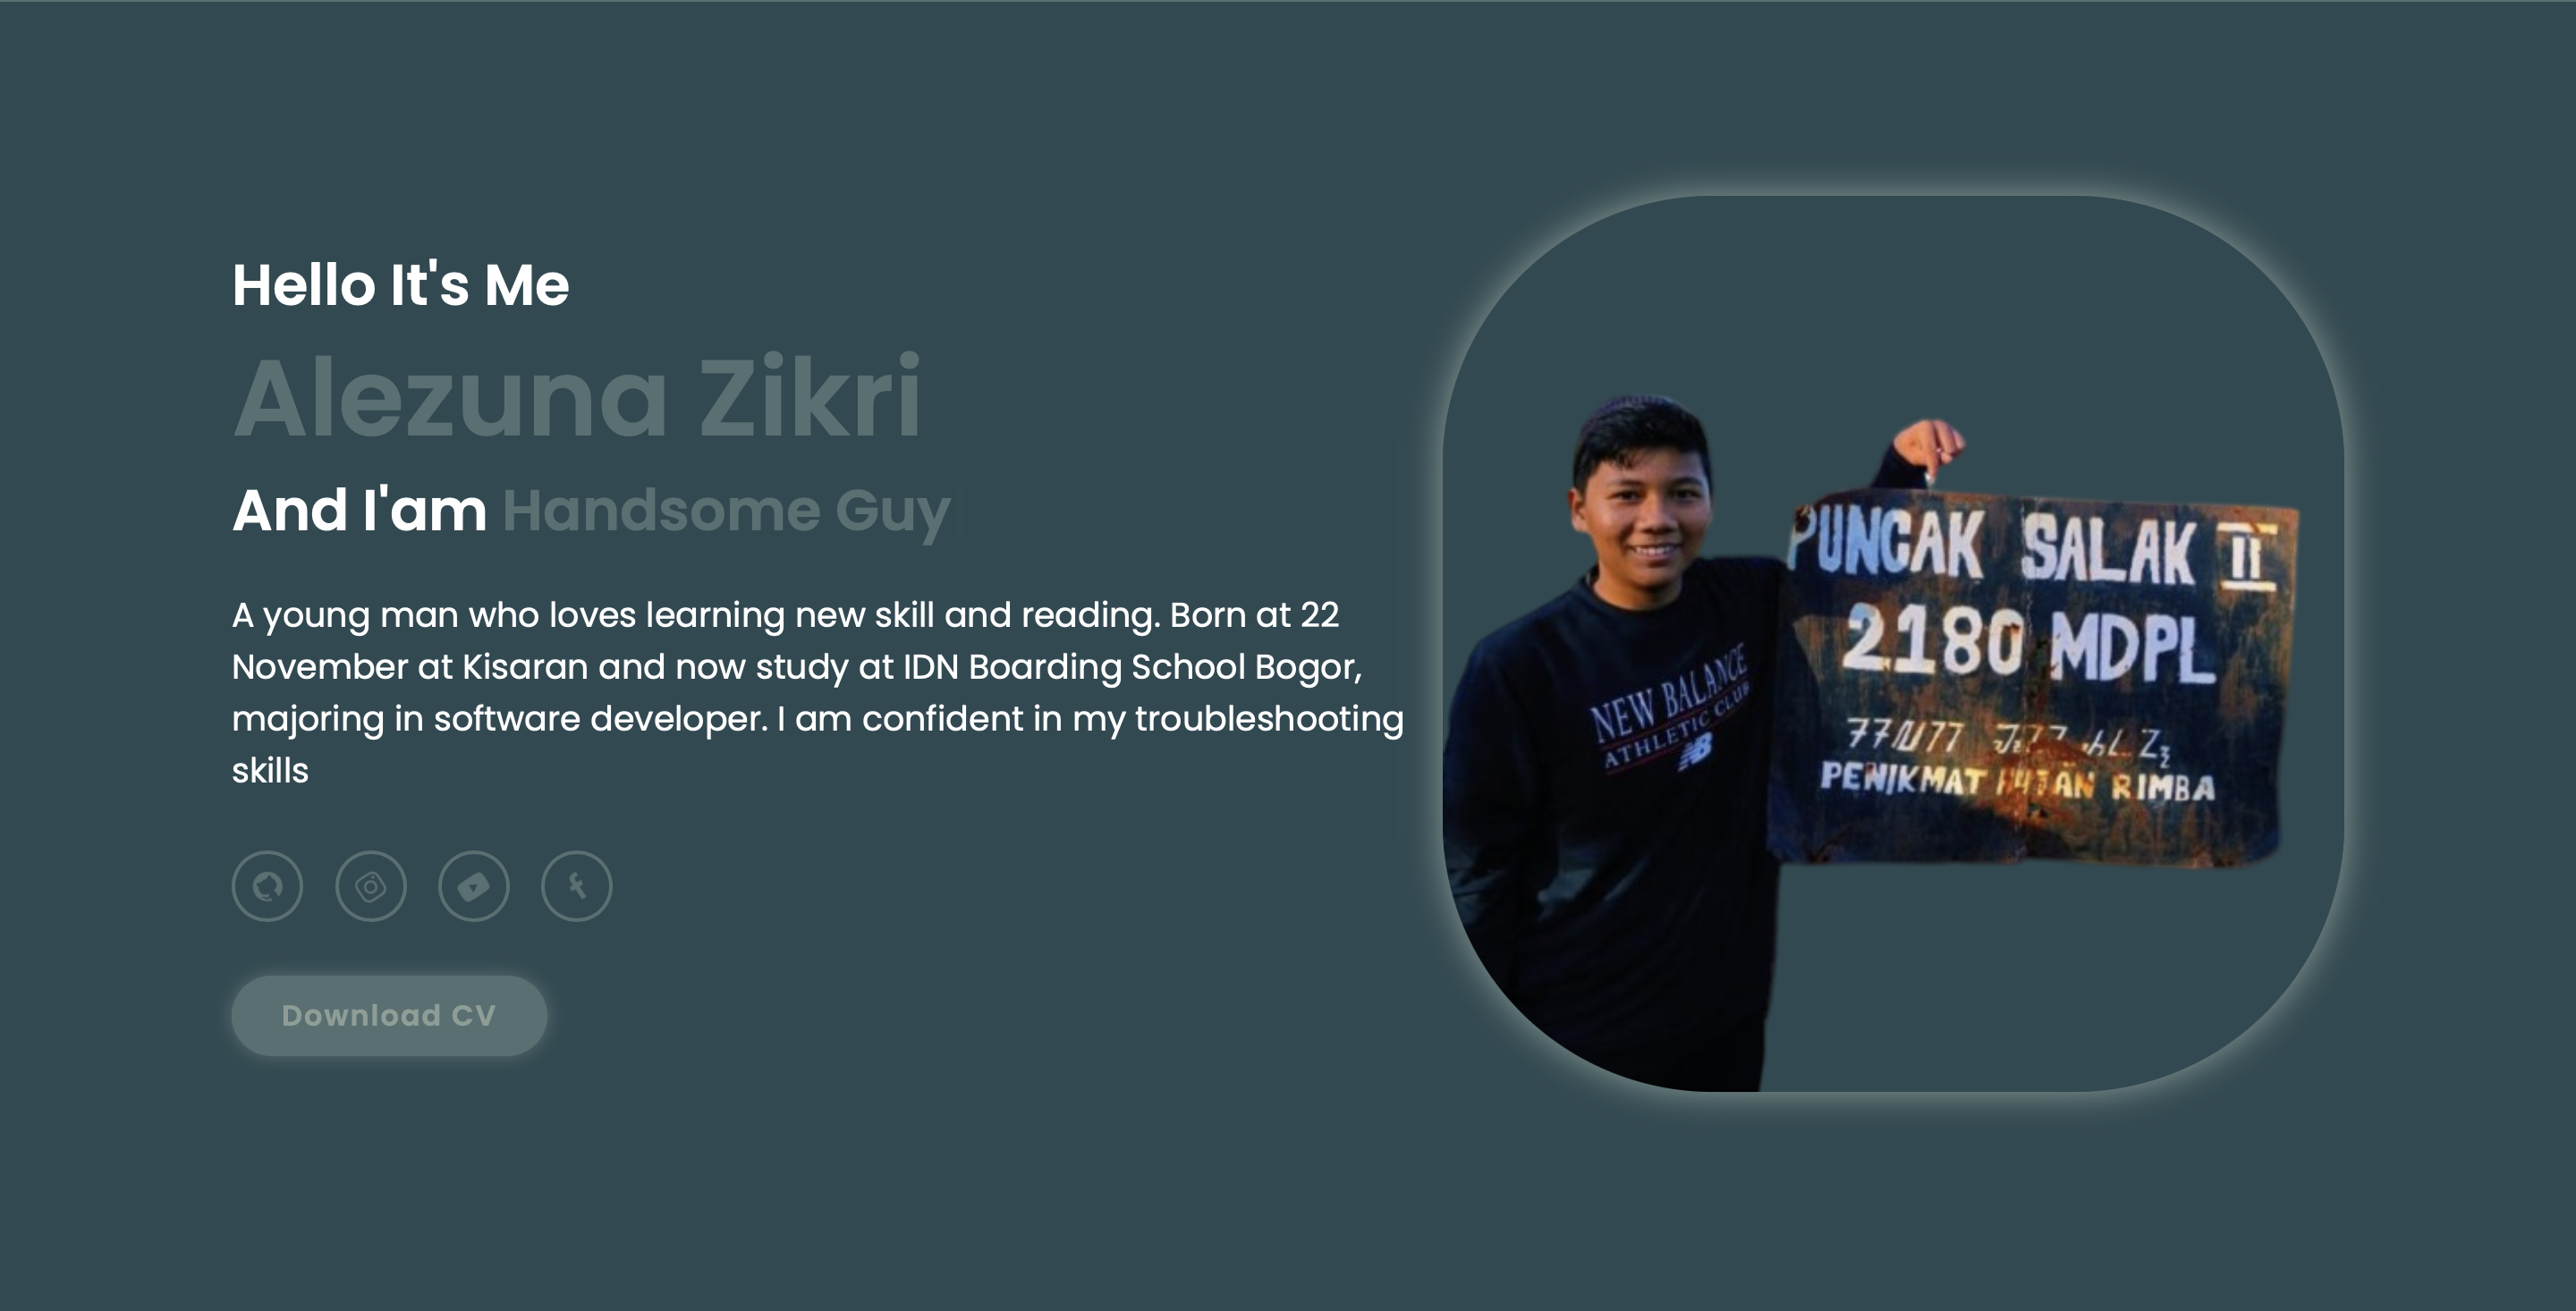 Hello It's Me
Alezuna Zikri
And I'am Handsome Guy
A young man who loves learning new skill and reading. Born at 22
November at Kisaran and now study at IDN Boarding School Bogor,
majoring in software developer. I am confident in my troubleshooting
skills
Download CV
NEW BALANCE
ATHLETIC CLUB
NB
PUNCAK SALAK II
2180 MDPL
PENIKMAT HUTAN RIMBA